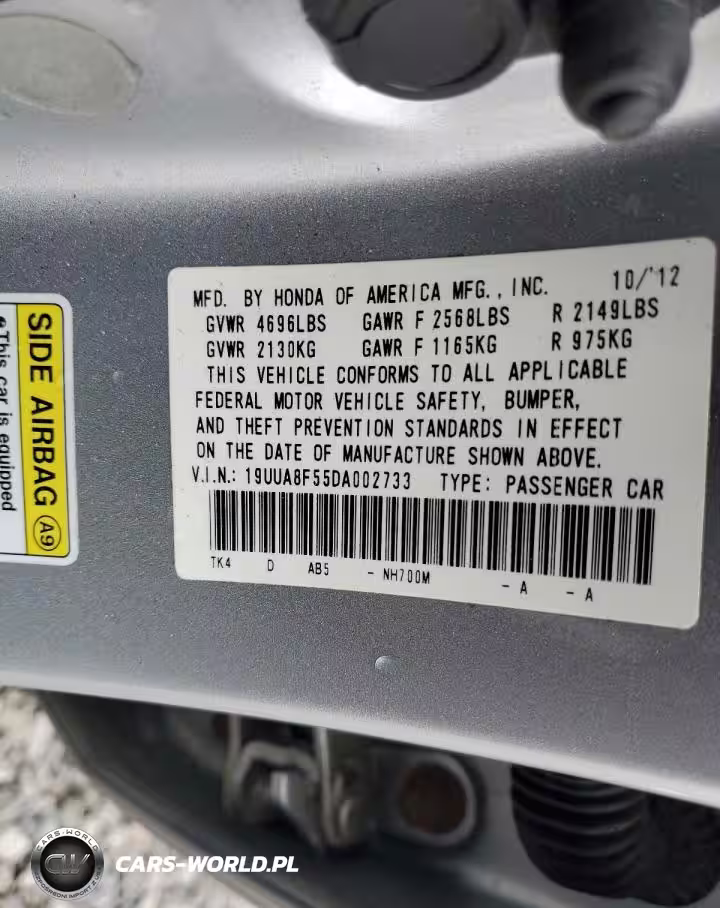 MFD. BY HONDA OF AMERICA MFG., INC. 10/'12
GVWR 4696LBS GAWR F 2568LBS R 2149LBS
GVWR 2130KG GAWR F 1165KG R 975KG
THIS VEHICLE CONFORMS TO ALL APPLICABLE
FEDERAL MOTOR VEHICLE SAFETY, BUMPER,
AND THEFT PREVENTION STANDARDS IN EFFECT
ON THE DATE OF MANUFACTURE SHOWN ABOVE.
V.I.N.: 19UUA8F55DA002733 TYPE: PASSENGER CAR
TK4 D AB5 - NH700M - A - A
SIDE AIRBAG A9
•This car is equipped
CARS-WORLD
CW
CARS-WORLD.PL